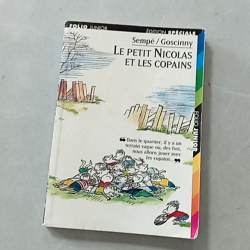 FOLIO JUNIOR ÉDITION SPÉCIALE
Sempé / Goscinny
LE PETIT NICOLAS
ET LES COPAINS
"Dans le quartier, il y a un
terrain vague où, des fois,
nous allons jouer avec
les copains..."
folio junior